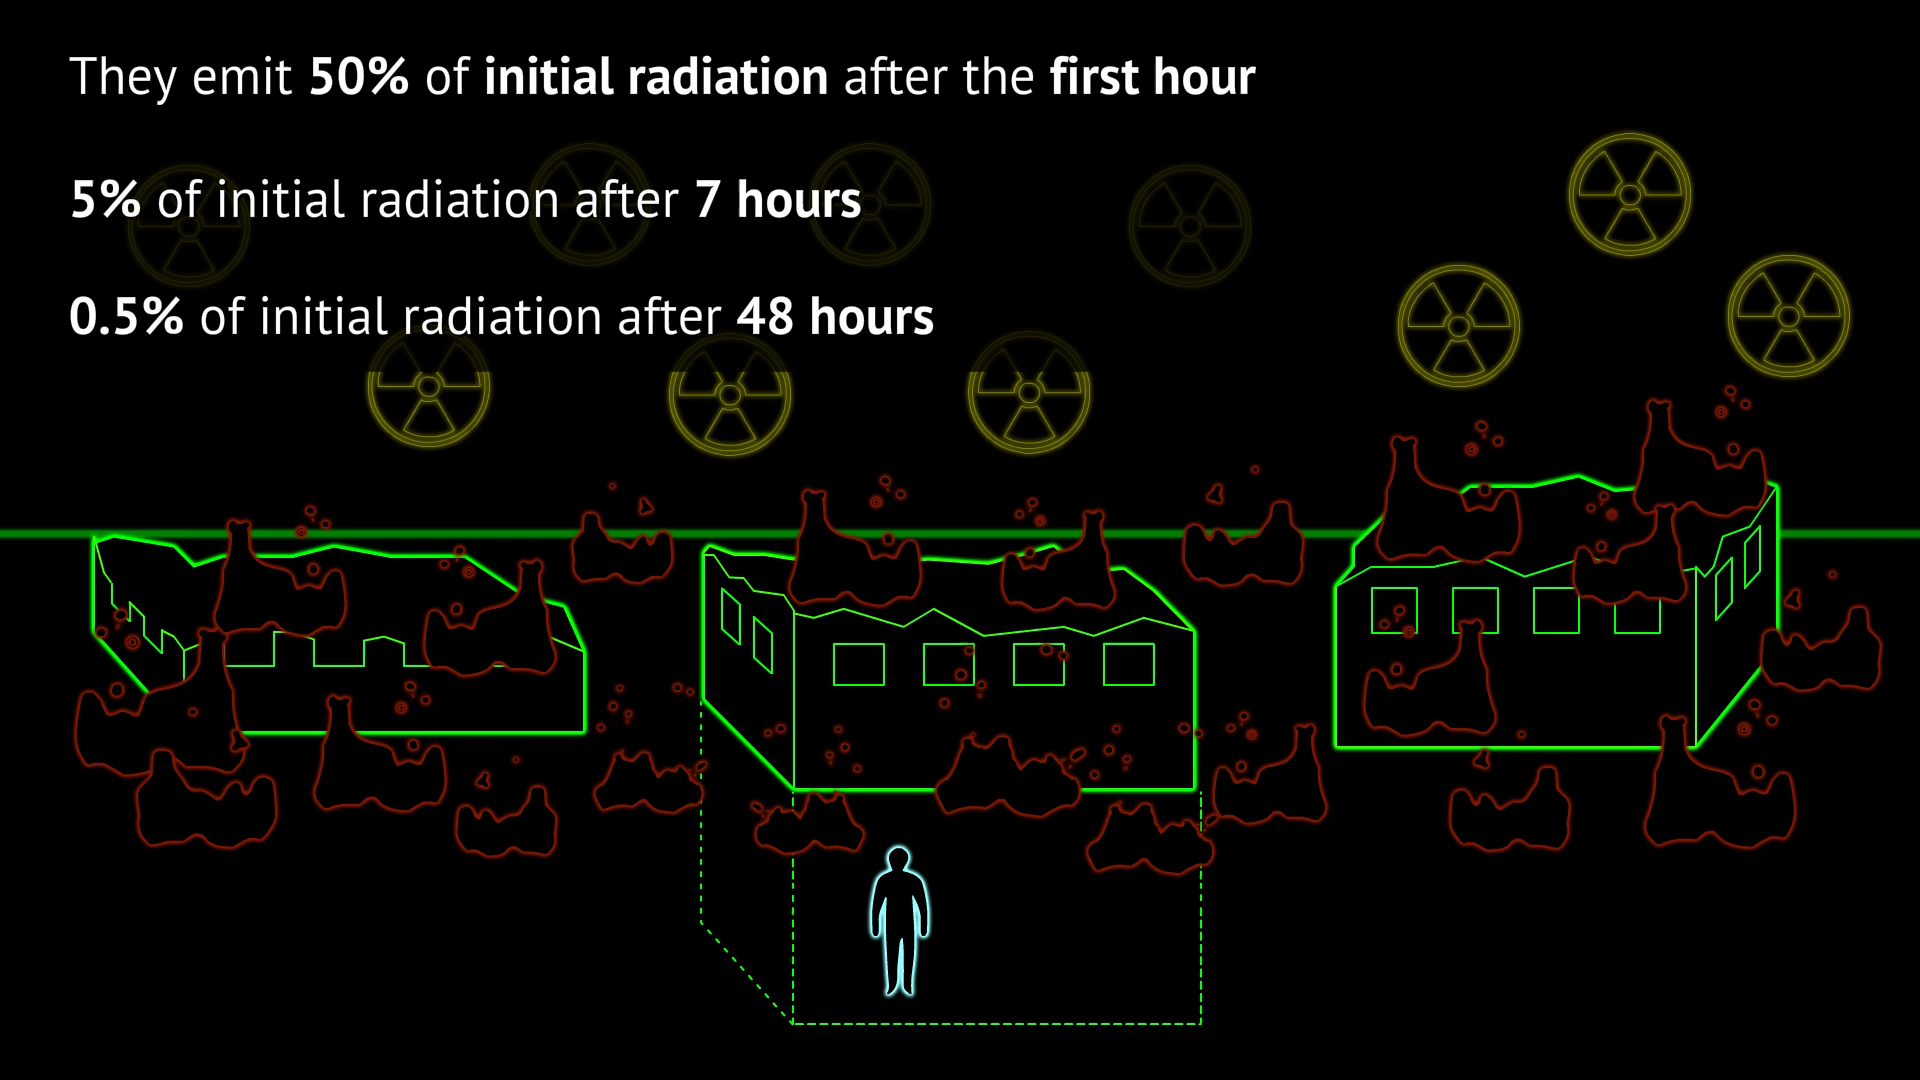 They emit 50% of initial radiation after the first hour
5% of initial radiation after 7 hours
0.5% of initial radiation after 48 hours